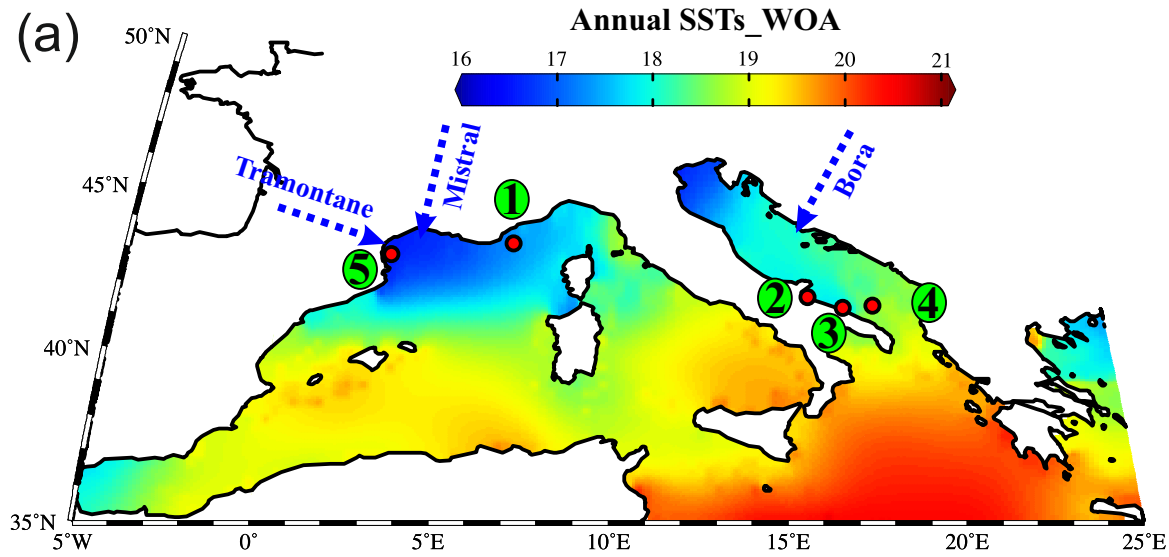 (a)
Annual SSTs_WOA
16 17 18 19 20 21
50°N
45°N
40°N
35°N
Tramontane
Mistral
Bora
1
5
2
3
4
5°W 0° 5°E 10°E 15°E 20°E 25°E